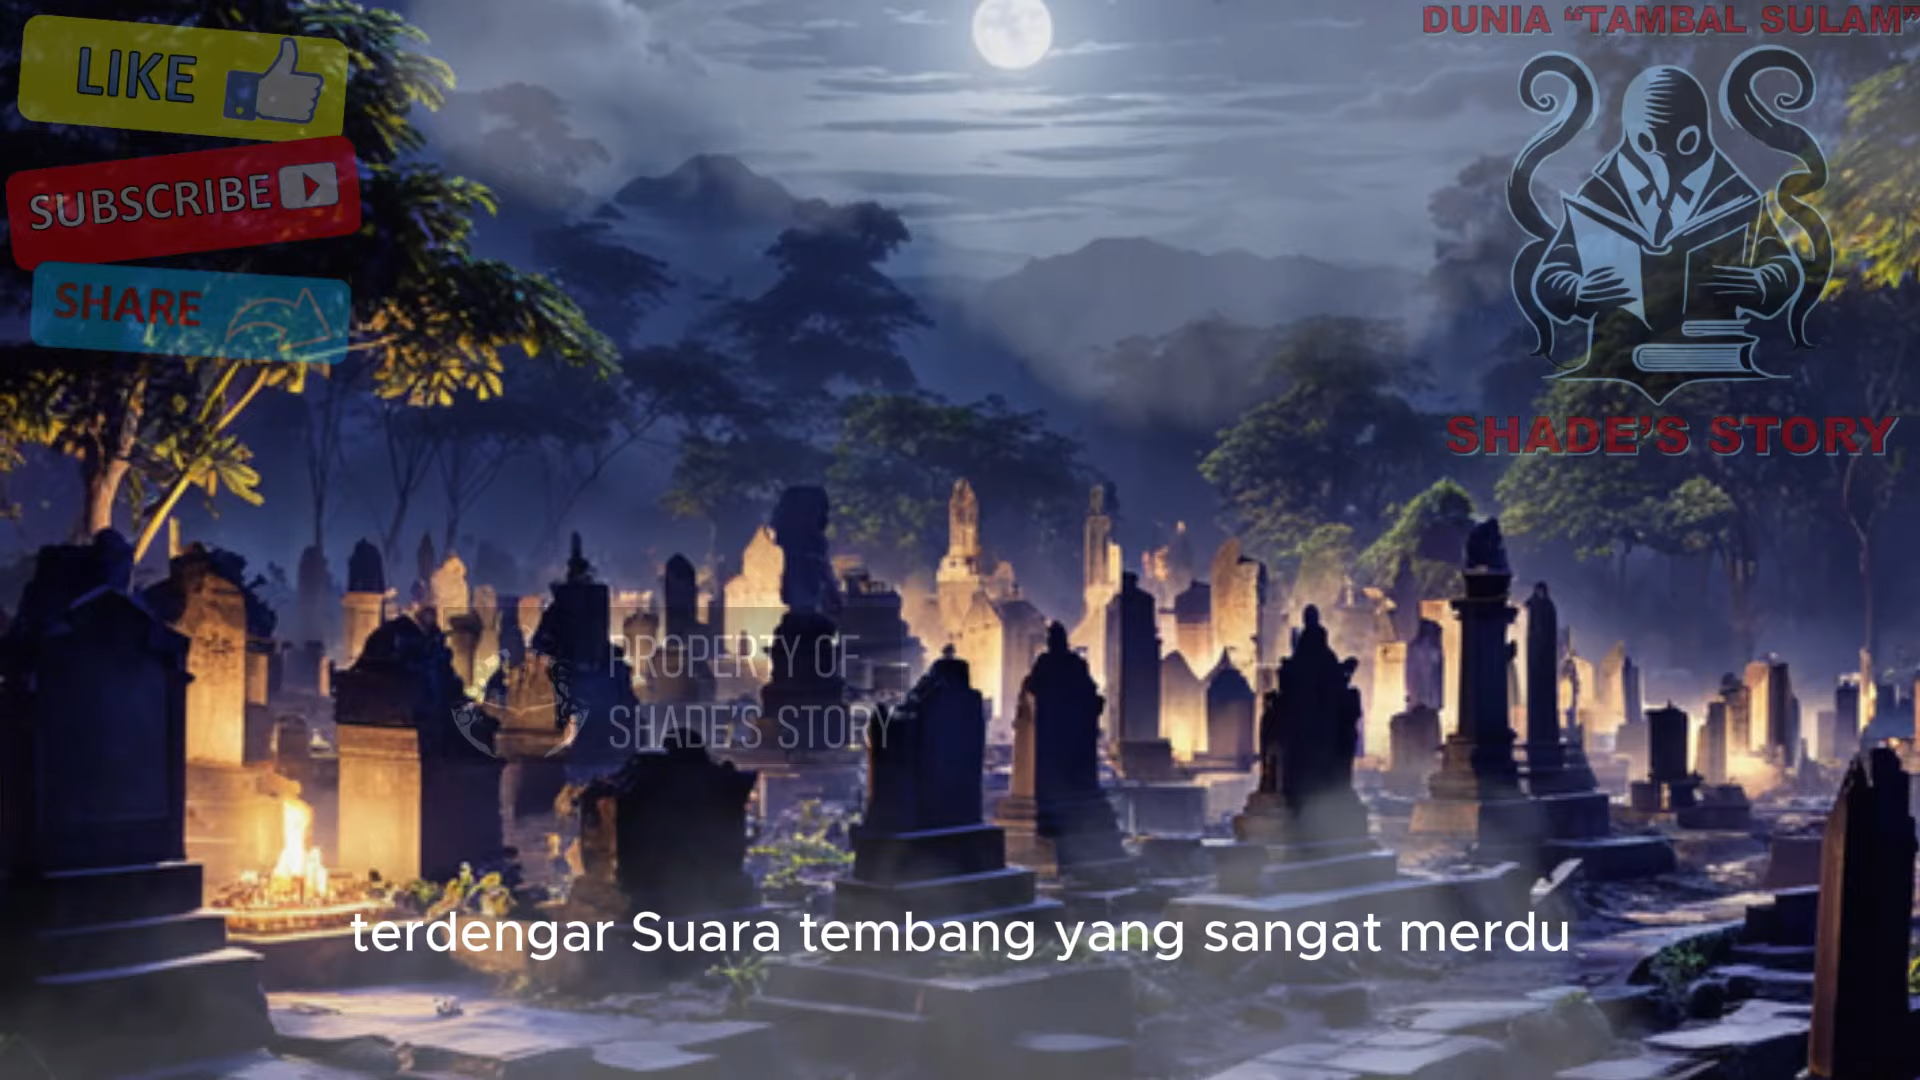 LIKE
SUBSCRIBE
SHARE
DUNIA “TAMBAL SULAM”
SHADE'S STORY
PROPERTY OF
SHADE'S STORY
terdengar Suara tembang yang sangat merdu